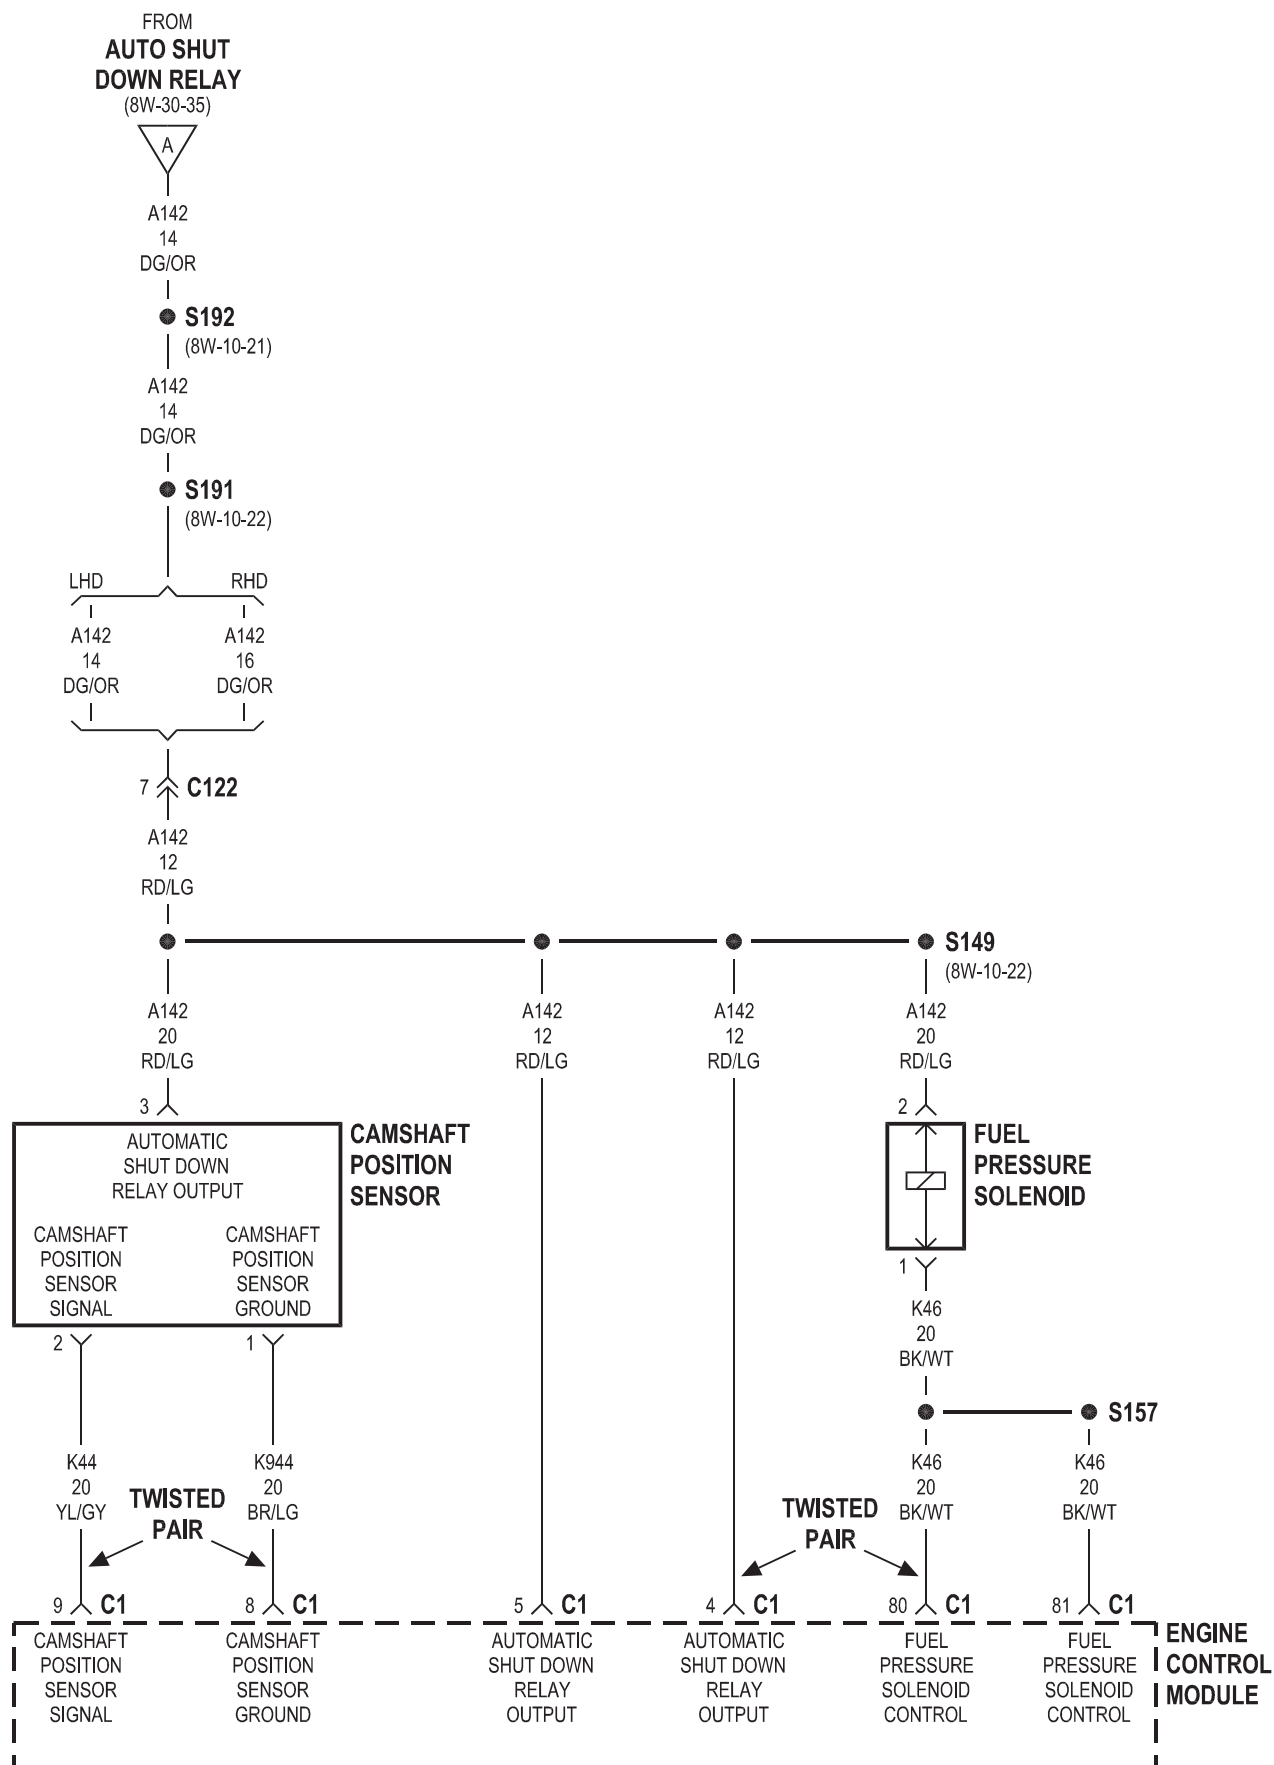 FROM
AUTO SHUT
DOWN RELAY
(8W-30-35)
A
A142
14
DG/OR
S192
(8W-10-21)
A142
14
DG/OR
S191
(8W-10-22)
LHD RHD
A142 A142
14 16
DG/OR DG/OR
7 C122
A142
12
RD/LG
S149
(8W-10-22)
A142 A142 A142 A142
20 12 12 20
RD/LG RD/LG RD/LG RD/LG
3 2
CAMSHAFT
POSITION
SENSOR
AUTOMATIC
SHUT DOWN
RELAY OUTPUT
CAMSHAFT
POSITION
SENSOR
SIGNAL
CAMSHAFT
POSITION
SENSOR
GROUND
FUEL
PRESSURE
SOLENOID
2 1 1
K46
20
BK/WT
S157
K44
20
YL/GY
TWISTED
PAIR
K944
20
BR/LG
TWISTED
PAIR
K46
20
BK/WT
K46
20
BK/WT
9 C1 8 C1 5 C1 4 C1 80 C1 81 C1
CAMSHAFT
POSITION
SENSOR
SIGNAL
CAMSHAFT
POSITION
SENSOR
GROUND
AUTOMATIC
SHUT DOWN
RELAY
OUTPUT
AUTOMATIC
SHUT DOWN
RELAY
OUTPUT
FUEL
PRESSURE
SOLENOID
CONTROL
FUEL
PRESSURE
SOLENOID
CONTROL
ENGINE
CONTROL
MODULE